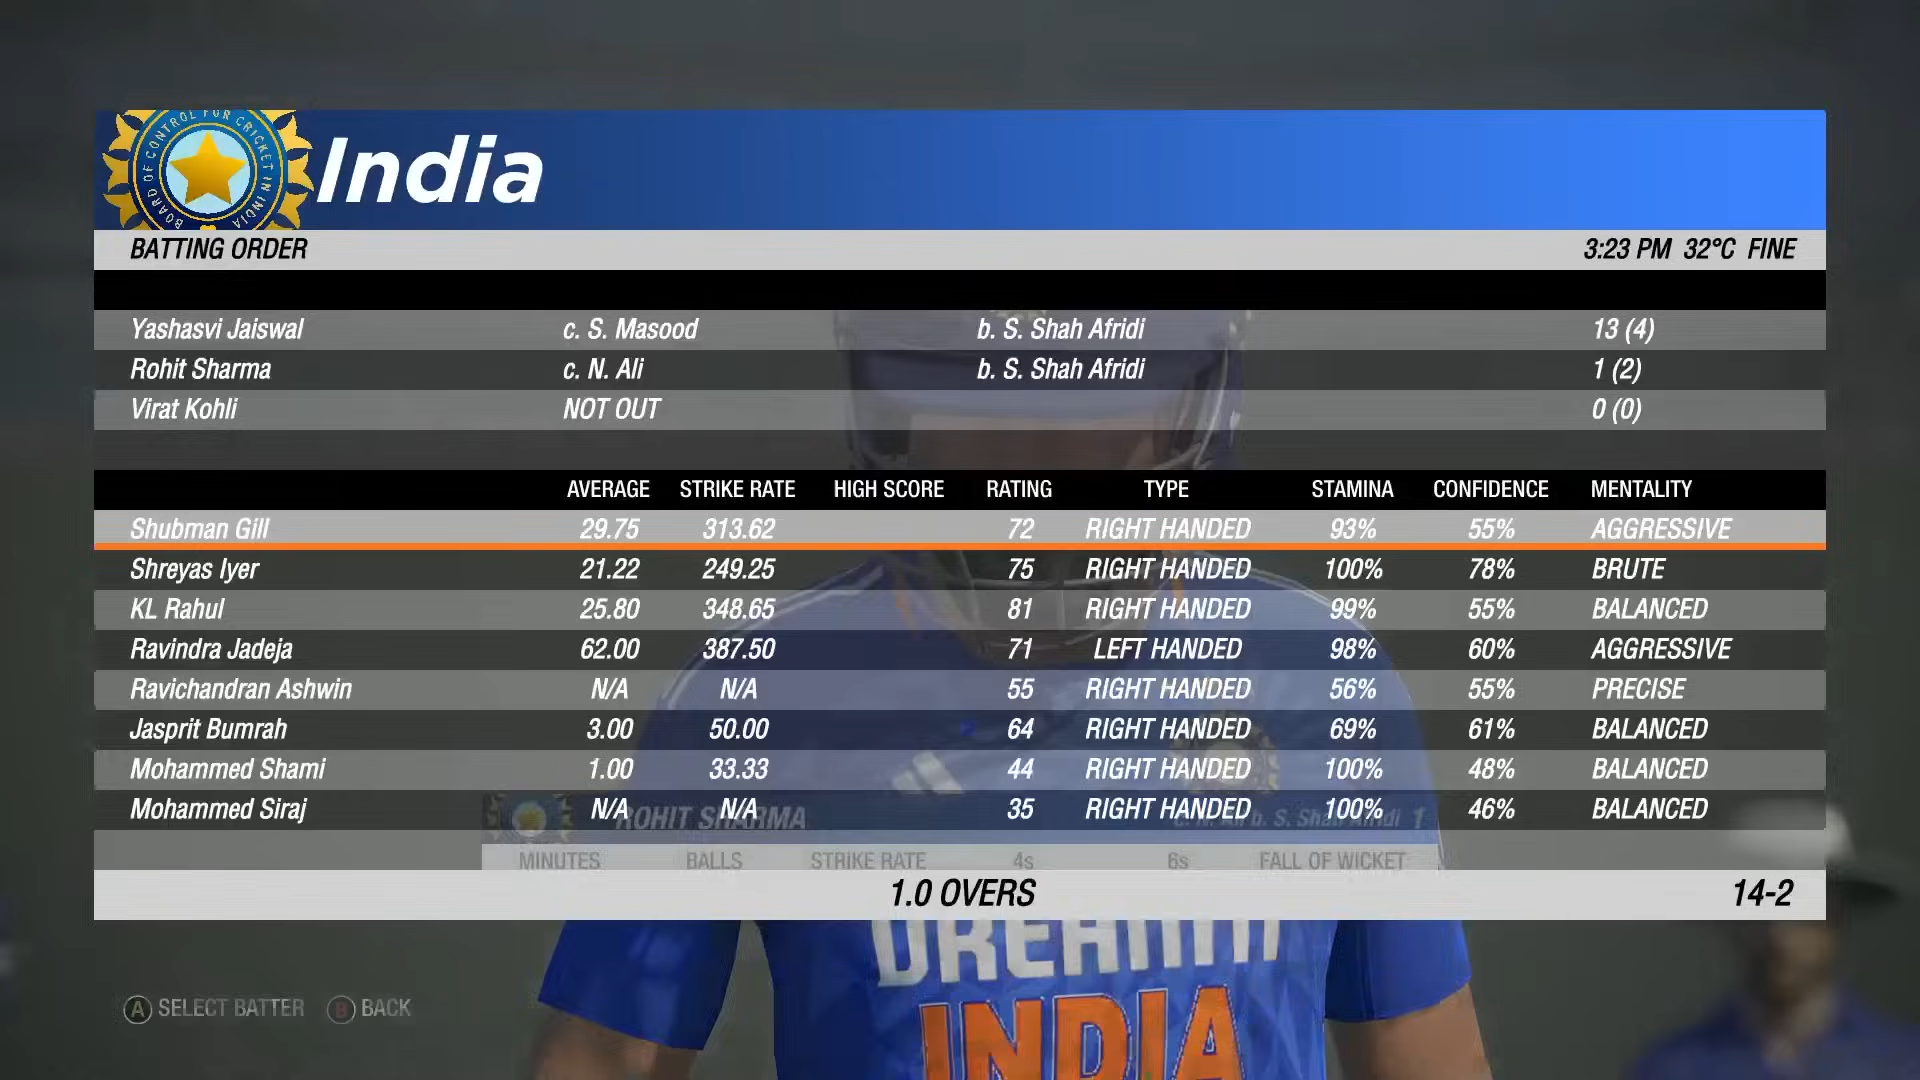 BOARD OF CONTROL FOR CRICKET IN INDIA
India
BATTING ORDER 3:23 PM 32°C FINE
Yashasvi Jaiswal c. S. Masood b. S. Shah Afridi 13 (4)
Rohit Sharma c. N. Ali b. S. Shah Afridi 1 (2)
Virat Kohli NOT OUT 0 (0)
AVERAGE STRIKE RATE HIGH SCORE RATING TYPE STAMINA CONFIDENCE MENTALITY
Shubman Gill 29.75 313.62 72 RIGHT HANDED 93% 55% AGGRESSIVE
Shreyas Iyer 21.22 249.25 75 RIGHT HANDED 100% 78% BRUTE
KL Rahul 25.80 348.65 81 RIGHT HANDED 99% 55% BALANCED
Ravindra Jadeja 62.00 387.50 71 LEFT HANDED 98% 60% AGGRESSIVE
Ravichandran Ashwin N/A N/A 55 RIGHT HANDED 56% 55% PRECISE
Jasprit Bumrah 3.00 50.00 64 RIGHT HANDED 69% 61% BALANCED
Mohammed Shami 1.00 33.33 44 RIGHT HANDED 100% 48% BALANCED
Mohammed Siraj N/A N/A 35 RIGHT HANDED 100% 46% BALANCED
ROHIT SHARMA c. N. Ali b. S. Shah Afridi 1
MINUTES BALLS STRIKE RATE 4s 6s FALL OF WICKET
1.0 OVERS 14-2
DREAM11
INDIA
A SELECT BATTER B BACK